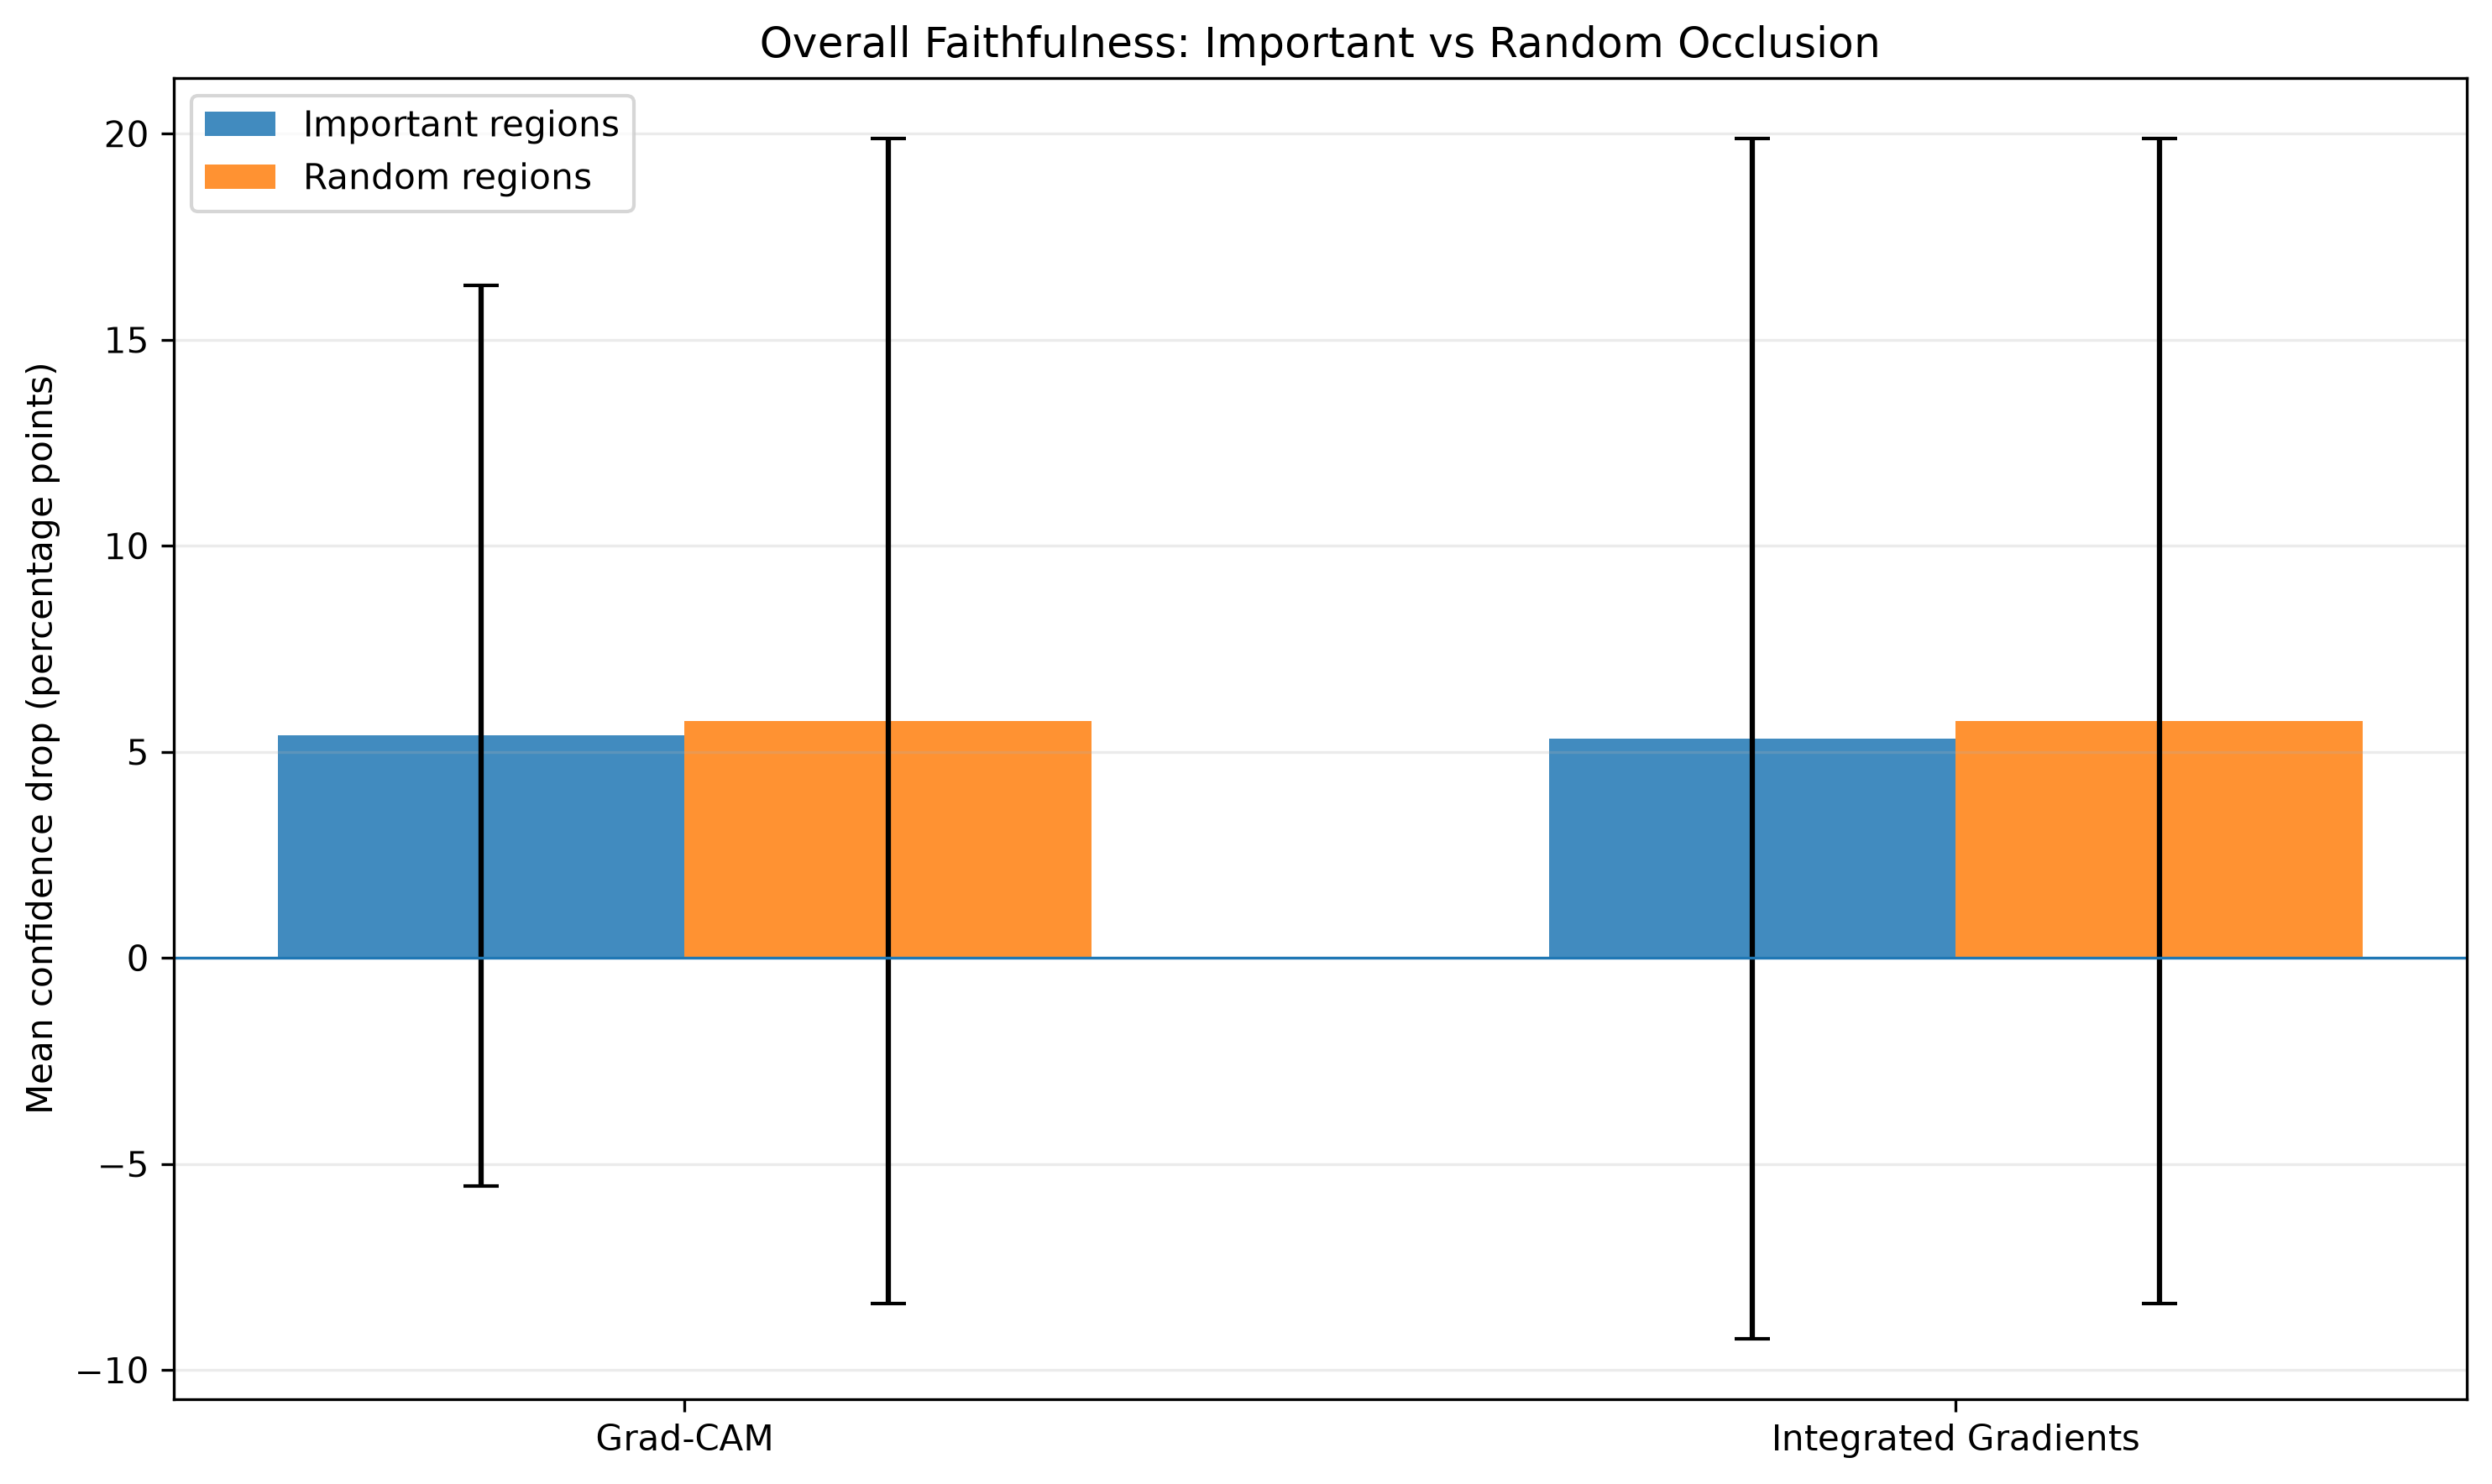 Overall Faithfulness: Important vs Random Occlusion
Important regions
Random regions
Mean confidence drop (percentage points)
20
15
10
5
0
−5
−10
Grad-CAM
Integrated Gradients